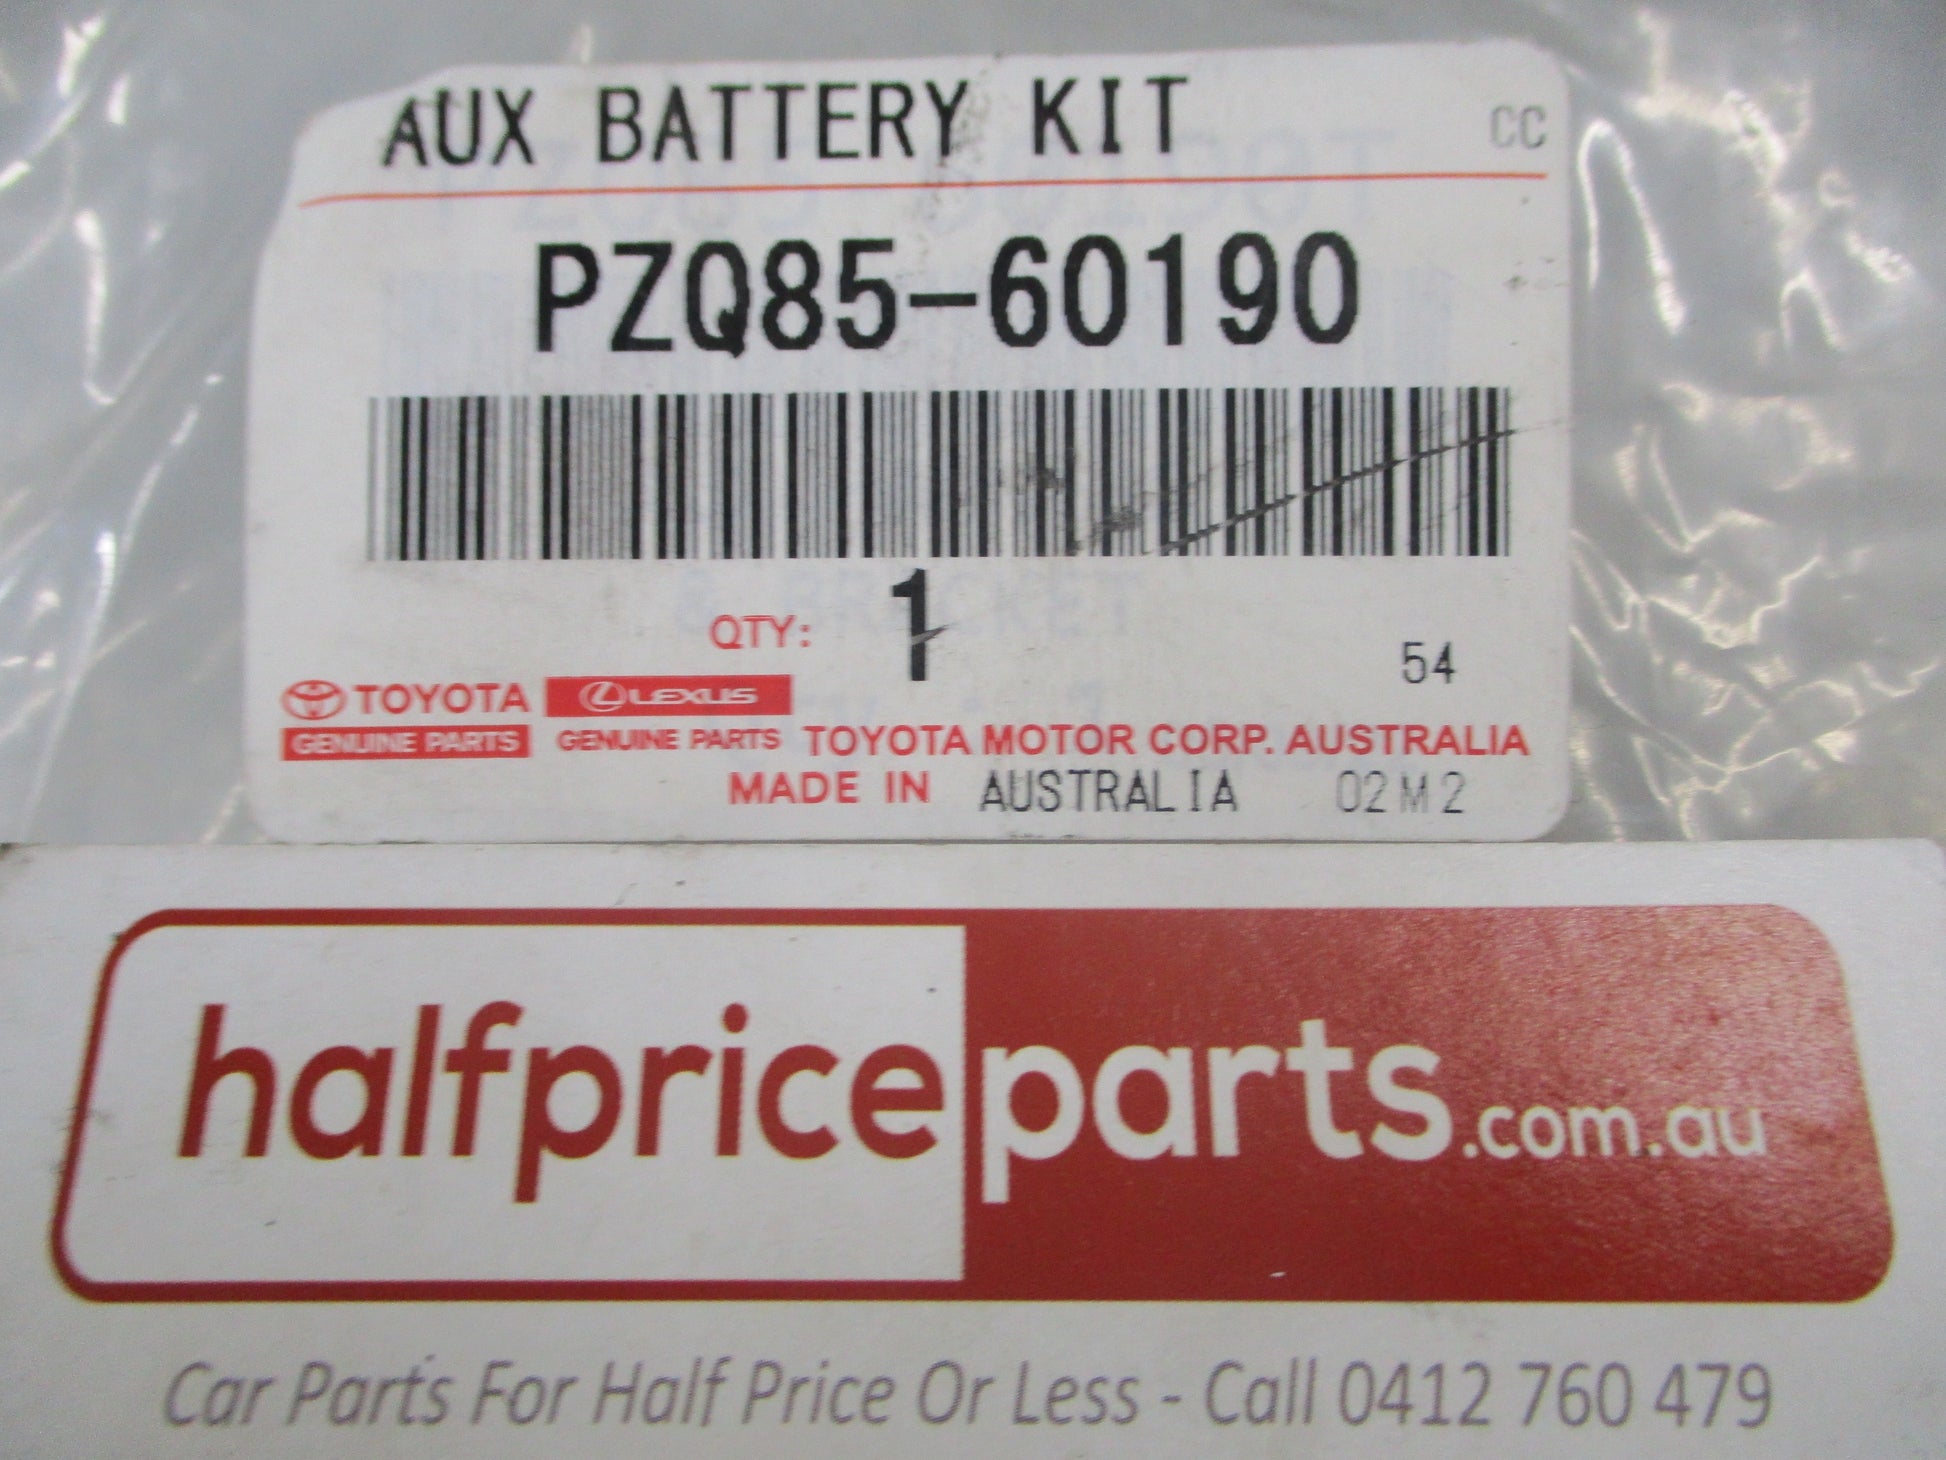 AUX BATTERY KIT CC
PZQ85-60190
QTY: 1
54
TOYOTA LEXUS
GENUINE PARTS GENUINE PARTS TOYOTA MOTOR CORP. AUSTRALIA
MADE IN AUSTRALIA 02M2
halfpriceparts.com.au
Car Parts For Half Price Or Less - Call 0412 760 479